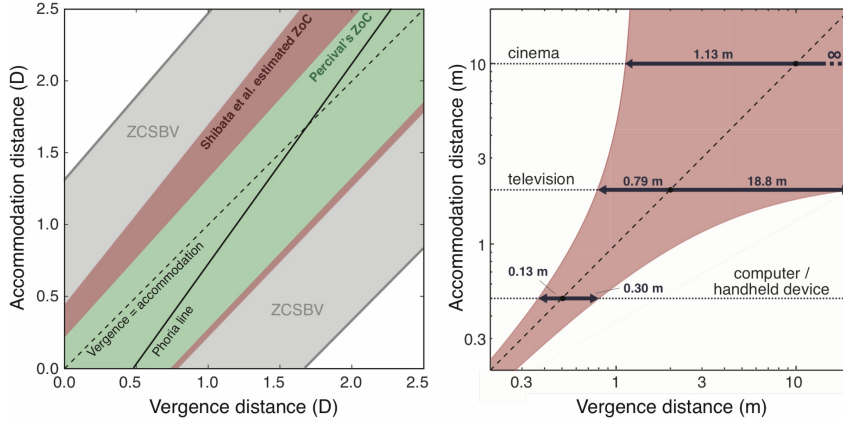 2.5
2.0
1.5
1.0
0.5
0.0
0.0
0.5
1.0
1.5
2.0
2.5
Accommodation distance (D)
Vergence distance (D)
ZCSBV
Shibata et al. estimated ZoC
Percival's ZoC
Vergence = accommodation
Phoria line
ZCSBV
10
3
1
0.3
0.3
1
3
10
Accommodation distance (m)
Vergence distance (m)
cinema
1.13 m
∞
television
0.79 m
18.8 m
0.13 m
0.30 m
computer /
handheld device